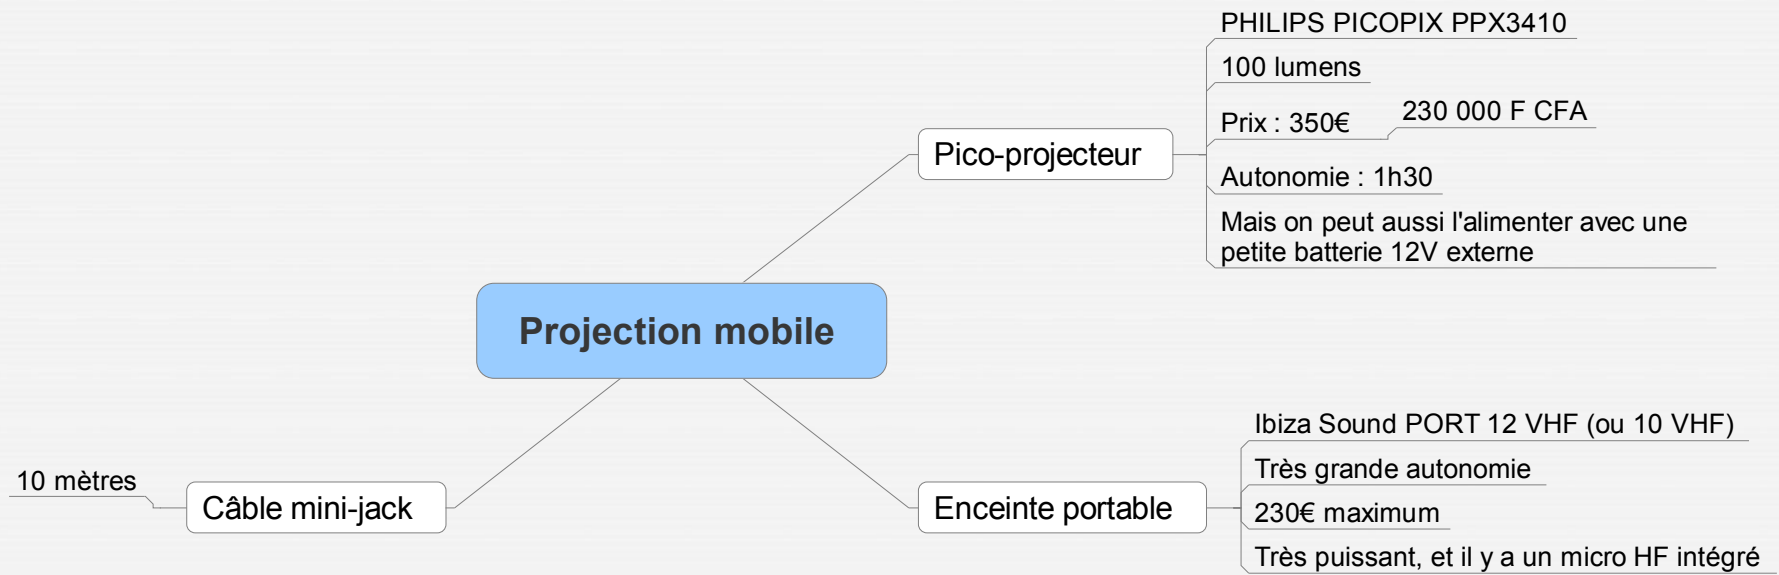 Projection mobile
Pico-projecteur
PHILIPS PICOPIX PPX3410
100 lumens
Prix : 350€
230 000 F CFA
Autonomie : 1h30
Mais on peut aussi l'alimenter avec une
petite batterie 12V externe
Enceinte portable
Ibiza Sound PORT 12 VHF (ou 10 VHF)
Très grande autonomie
230€ maximum
Très puissant, et il y a un micro HF intégré
Câble mini-jack
10 mètres